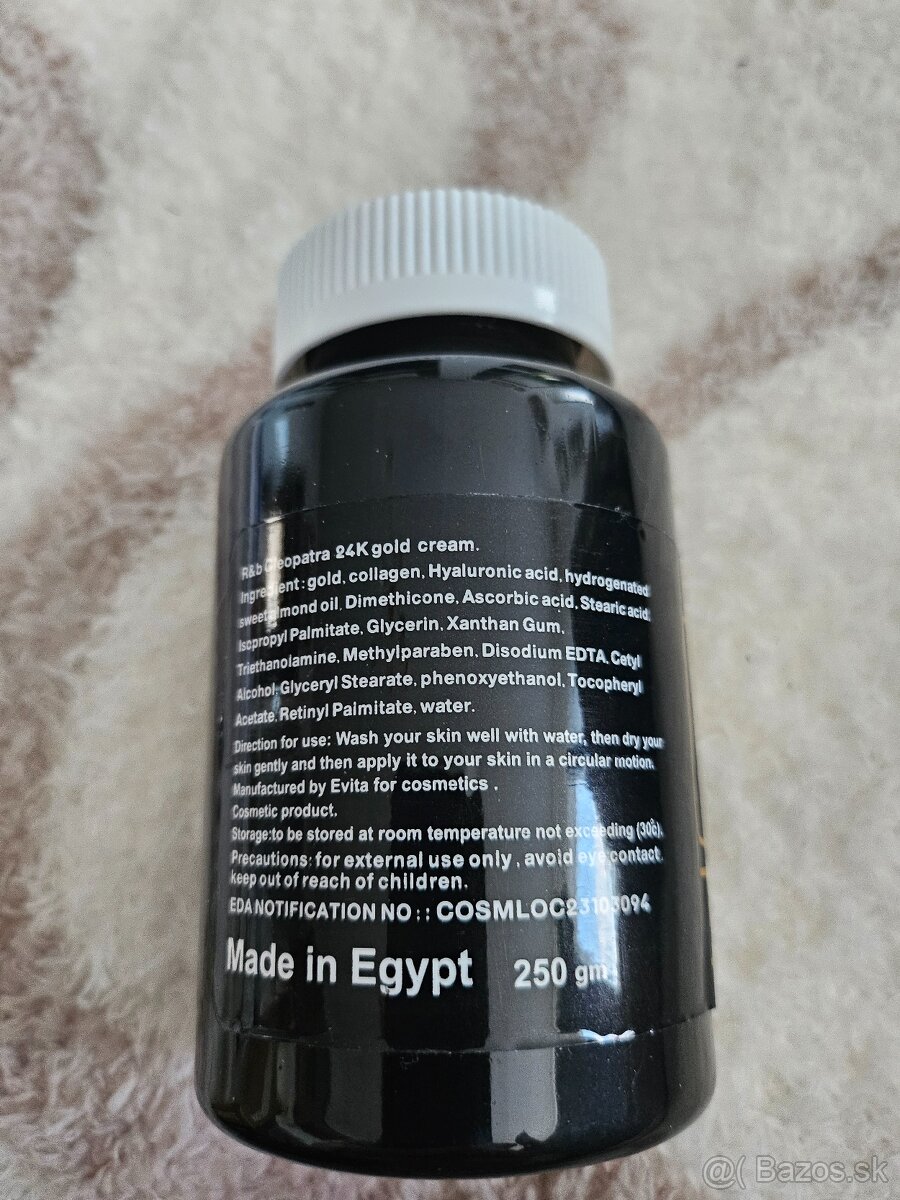 R&b Cleopatra 24K gold cream.
Ingredient : gold, collagen, Hyaluronic acid, hydrogenated
sweet almond oil, Dimethicone, Ascorbic acid, Stearic acid,
Isopropyl Palmitate, Glycerin, Xanthan Gum,
Triethanolamine, Methylparaben, Disodium EDTA, Cetyl
Alcohol, Glyceryl Stearate, phenoxyethanol, Tocopheryl
Acetate, Retinyl Palmitate, water.
Direction for use: Wash your skin well with water, then dry your
skin gently and then apply it to your skin in a circular motion.
Manufactured by Evita for cosmetics .
Cosmetic product.
Storage:to be stored at room temperature not exceeding (30°c).
Precautions: for external use only , avoid eye contact,
keep out of reach of children.
EDA NOTIFICATION NO : : COSMLOC23103094
Made in Egypt 250 gm
@( Bazos.sk